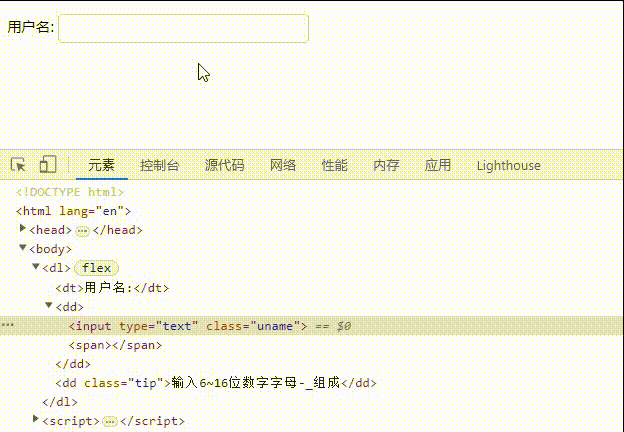 用户名:
元素 控制台 源代码 网络 性能 内存 应用 Lighthouse
<!DOCTYPE html>
<html lang="en">
<head>…</head>
<body>
<dl> flex
<dt>用户名:</dt>
<dd>
<input type="text" class="uname"> == $0
<span></span>
</dd>
<dd class="tip">输入6~16位数字字母-_组成</dd>
</dl>
<script>…</script>